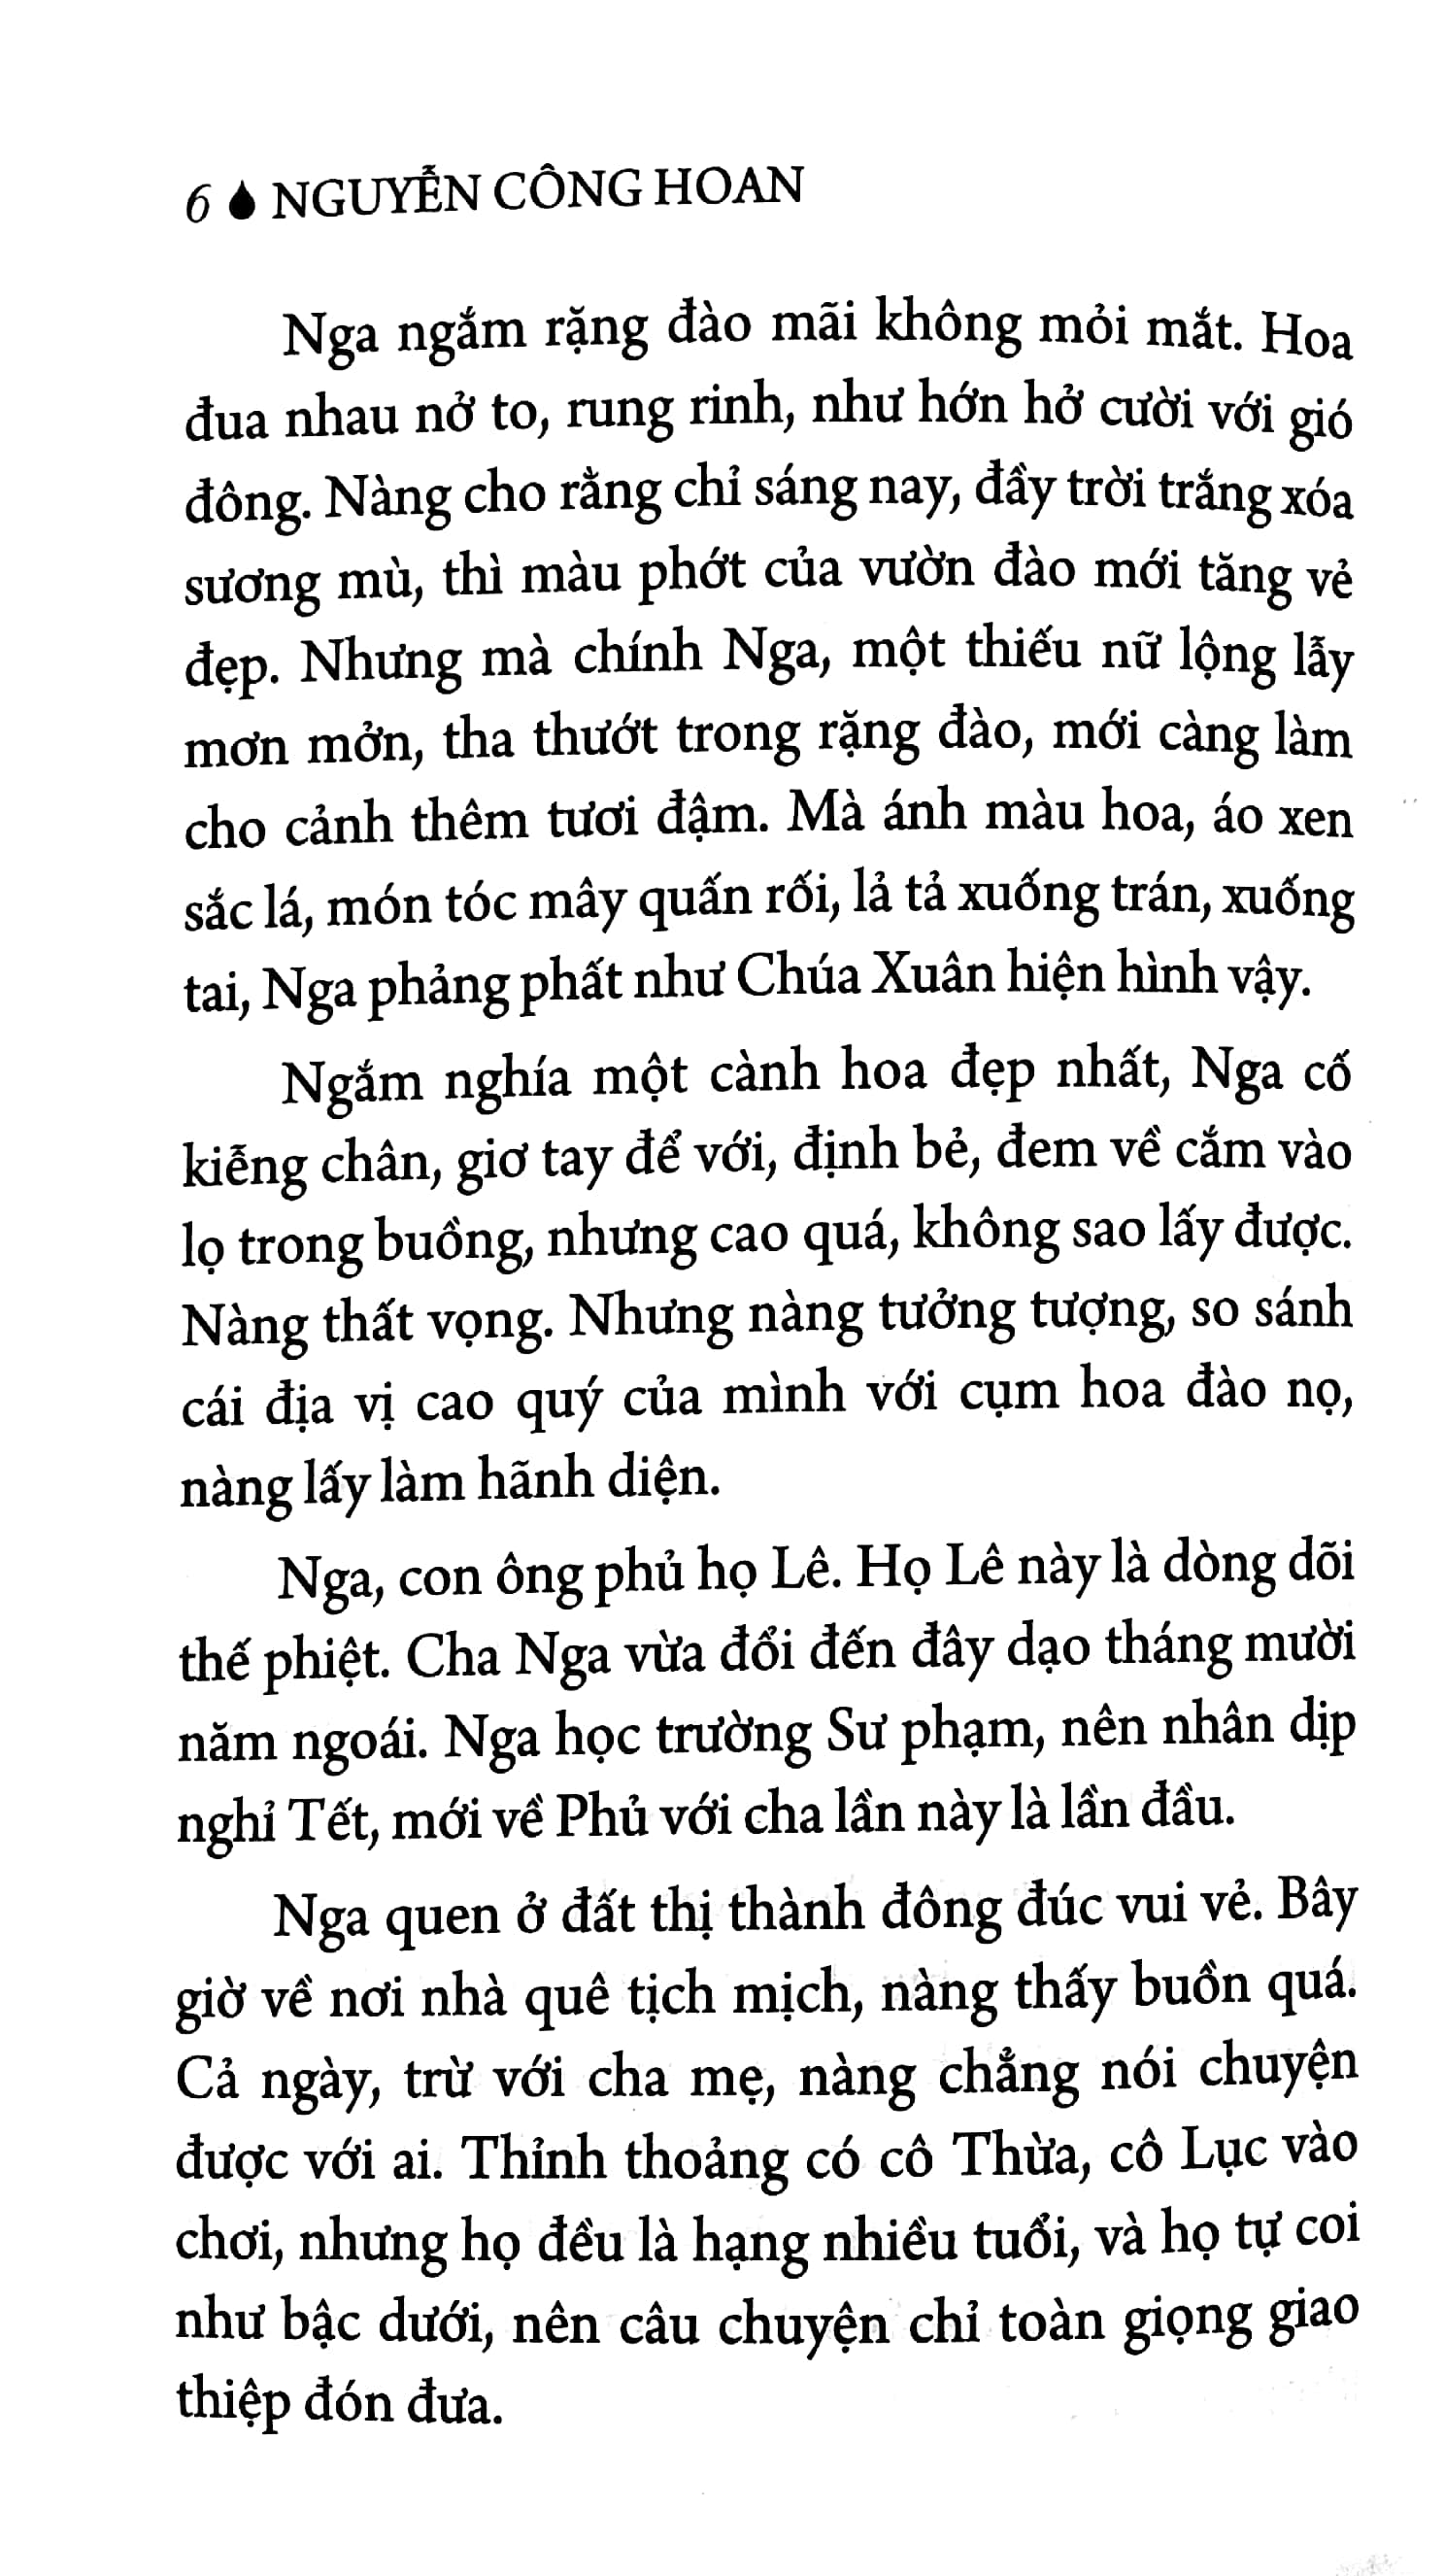 6 NGUYỄN CÔNG HOAN
Nga ngắm rặng đào mãi không mỏi mắt. Hoa
đua nhau nở to, rung rinh, như hớn hở cười với gió
đông. Nàng cho rằng chỉ sáng nay, đầy trời trắng xóa
sương mù, thì màu phớt của vườn đào mới tăng vẻ
đẹp. Nhưng mà chính Nga, một thiếu nữ lộng lẫy
mơn mởn, tha thướt trong rặng đào, mới càng làm
cho cảnh thêm tươi đậm. Mà ánh màu hoa, áo xen
sắc lá, món tóc mây quấn rối, lả tả xuống trán, xuống
tai, Nga phảng phất như Chúa Xuân hiện hình vậy.
Ngắm nghía một cành hoa đẹp nhất, Nga cố
kiễng chân, giơ tay để với, định bẻ, đem về cắm vào
lọ trong buồng, nhưng cao quá, không sao lấy được.
Nàng thất vọng. Nhưng nàng tưởng tượng, so sánh
cái địa vị cao quý của mình với cụm hoa đào nọ,
nàng lấy làm hãnh diện.
Nga, con ông phủ họ Lê. Họ Lê này là dòng dõi
thế phiệt. Cha Nga vừa đổi đến đây dạo tháng mười
năm ngoái. Nga học trường Sư phạm, nên nhân dịp
nghỉ Tết, mới về Phủ với cha lần này là lần đầu.
Nga quen ở đất thị thành đông đúc vui vẻ. Bây
giờ về nơi nhà quê tịch mịch, nàng thấy buồn quá.
Cả ngày, trừ với cha mẹ, nàng chẳng nói chuyện
được với ai. Thỉnh thoảng có cô Thừa, cô Lục vào
chơi, nhưng họ đều là hạng nhiều tuổi, và họ tự coi
như bậc dưới, nên câu chuyện chỉ toàn giọng giao
thiệp đón đưa.